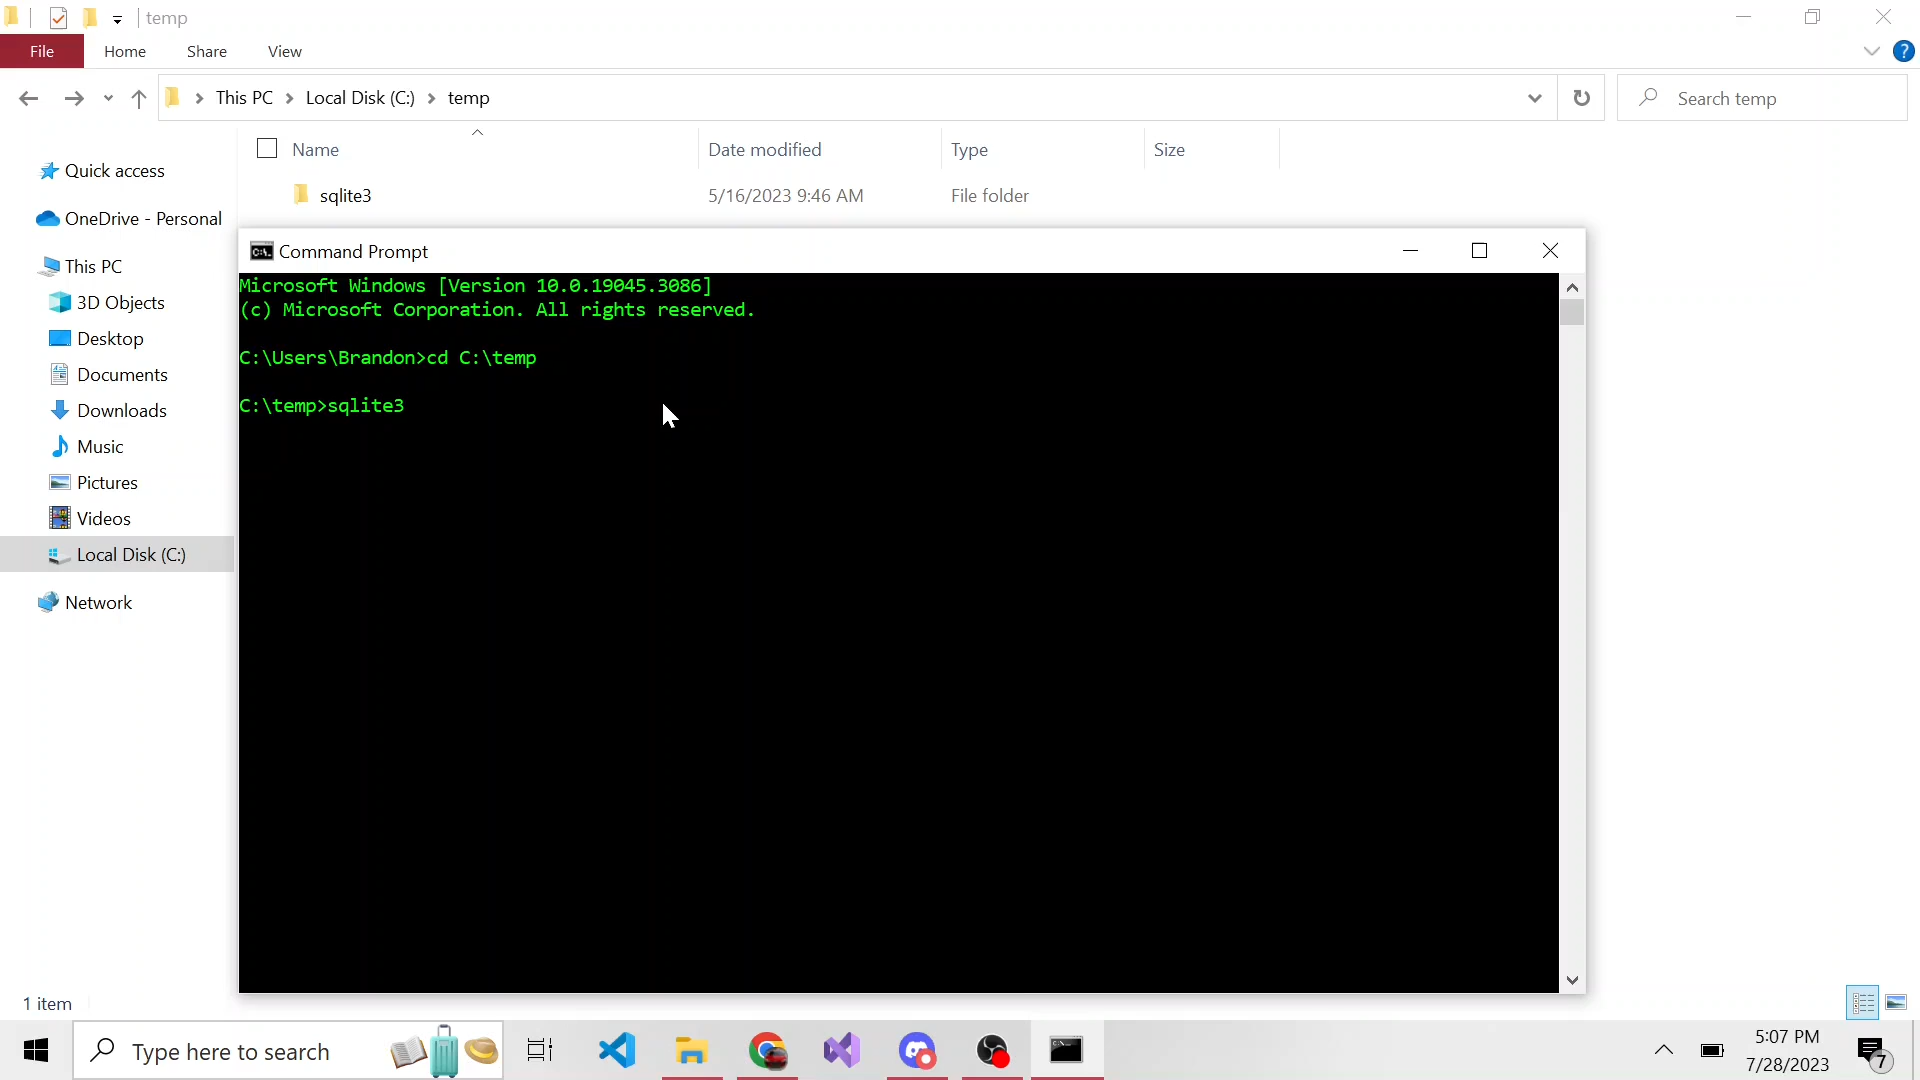 temp
File Home Share View
This PC Local Disk (C:) temp
Search temp
Name Date modified Type Size
sqlite3 5/16/2023 9:46 AM File folder
Quick access
OneDrive - Personal
This PC
3D Objects
Desktop
Documents
Downloads
Music
Pictures
Videos
Local Disk (C:)
Network
Command Prompt
Microsoft Windows [Version 10.0.19045.3086]
(c) Microsoft Corporation. All rights reserved.
C:\Users\Brandon>cd C:\temp
C:\temp>sqlite3
1 item
Type here to search
5:07 PM
7/28/2023
7